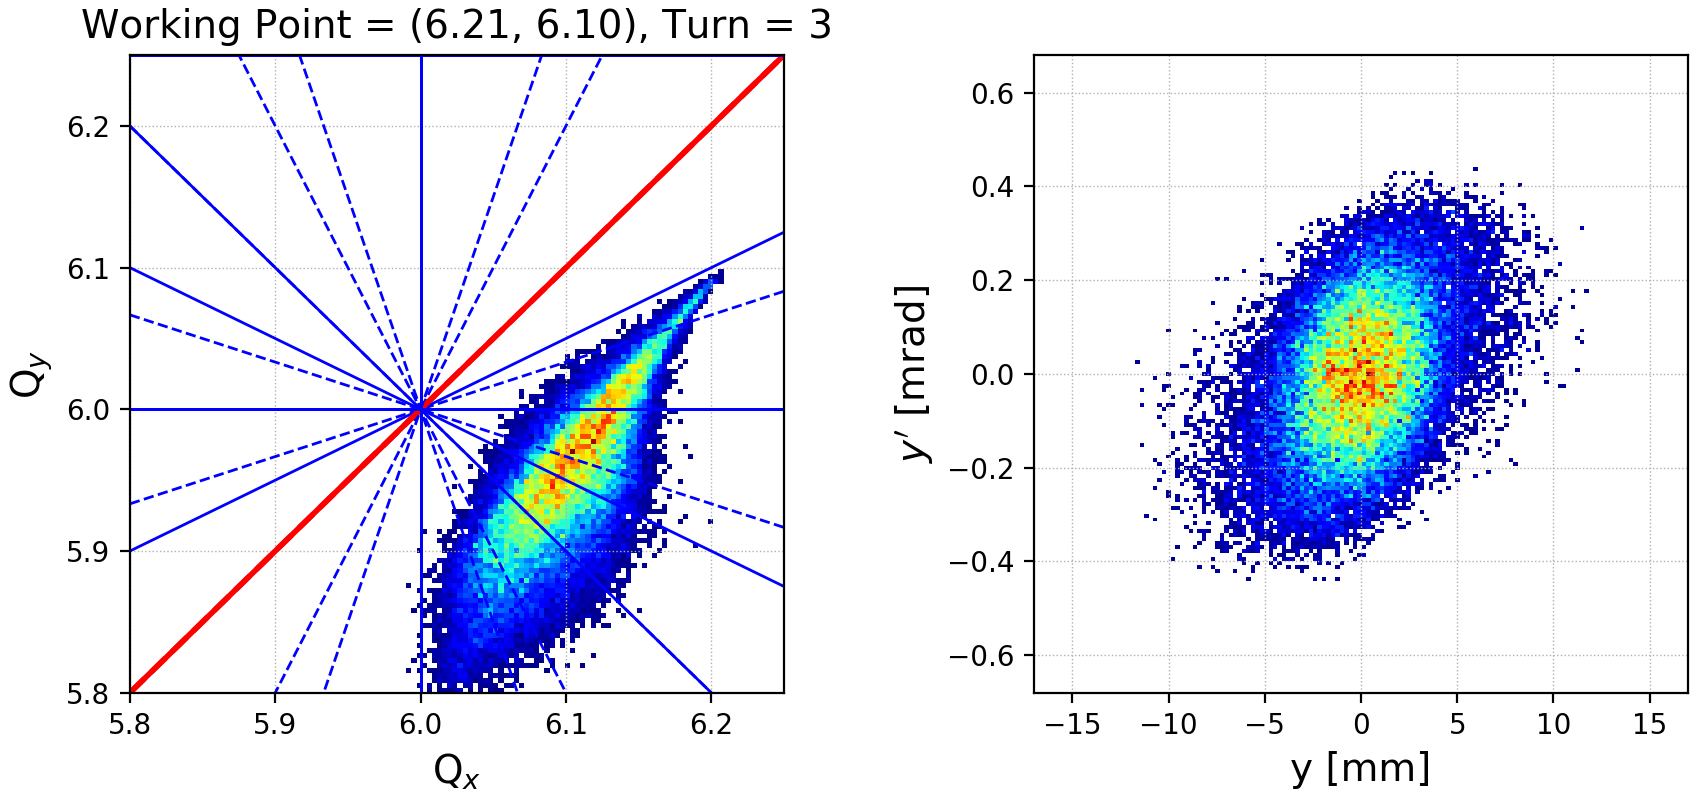 Working Point = (6.21, 6.10), Turn = 3
6.2
6.1
6.0
5.9
5.8
Q_y
5.8 5.9 6.0 6.1 6.2
Q_x
0.6
0.4
0.2
0.0
−0.2
−0.4
−0.6
y′ [mrad]
−15 −10 −5 0 5 10 15
y [mm]